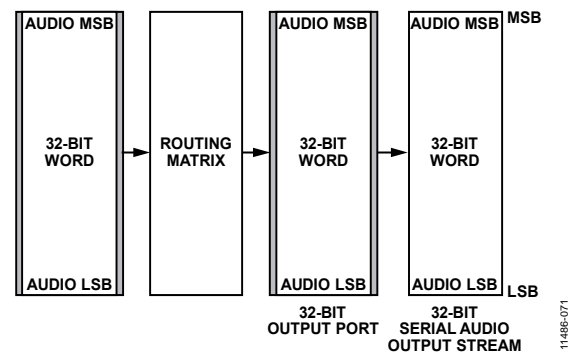 AUDIO MSB
AUDIO MSB
AUDIO MSB
MSB
32-BIT
WORD
ROUTING
MATRIX
32-BIT
WORD
32-BIT
WORD
AUDIO LSB
AUDIO LSB
AUDIO LSB
LSB
32-BIT
OUTPUT PORT
32-BIT
SERIAL AUDIO
OUTPUT STREAM
11486-071